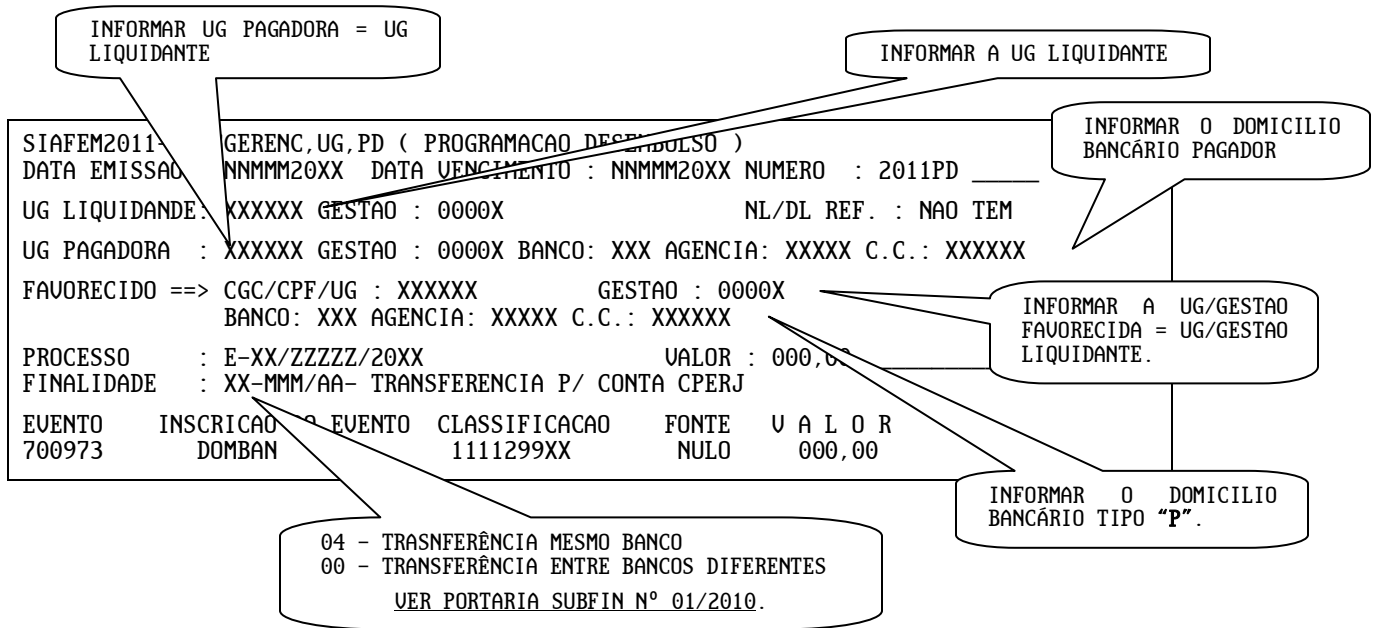 INFORMAR UG PAGADORA = UG
LIQUIDANTE
INFORMAR A UG LIQUIDANTE
INFORMAR O DOMICILIO
BANCÁRIO PAGADOR
SIAFEM2011- GERENC,UG,PD ( PROGRAMACAO DESEMBOLSO )
DATA EMISSAO NNMMM20XX DATA VENCIMENTO : NNMMM20XX NUMERO : 2011PD _____
UG LIQUIDANDE: XXXXXX GESTAO : 0000X NL/DL REF. : NAO TEM
UG PAGADORA : XXXXXX GESTAO : 0000X BANCO: XXX AGENCIA: XXXXX C.C.: XXXXXX
FAVORECIDO ==> CGC/CPF/UG : XXXXXX GESTAO : 0000X
BANCO: XXX AGENCIA: XXXXX C.C.: XXXXXX
INFORMAR A UG/GESTAO
FAVORECIDA = UG/GESTAO
LIQUIDANTE.
PROCESSO : E-XX/ZZZZZ/20XX VALOR : 000,00
FINALIDADE : XX-MMM/AA- TRANSFERENCIA P/ CONTA CPERJ
EVENTO INSCRICAO DO EVENTO CLASSIFICACAO FONTE V A L O R
700973 DOMBAN 1111299XX NULO 000,00
INFORMAR O DOMICILIO
BANCÁRIO TIPO “P”.
04 - TRASNFERÊNCIA MESMO BANCO
00 - TRANSFERÊNCIA ENTRE BANCOS DIFERENTES
VER PORTARIA SUBFIN Nº 01/2010.